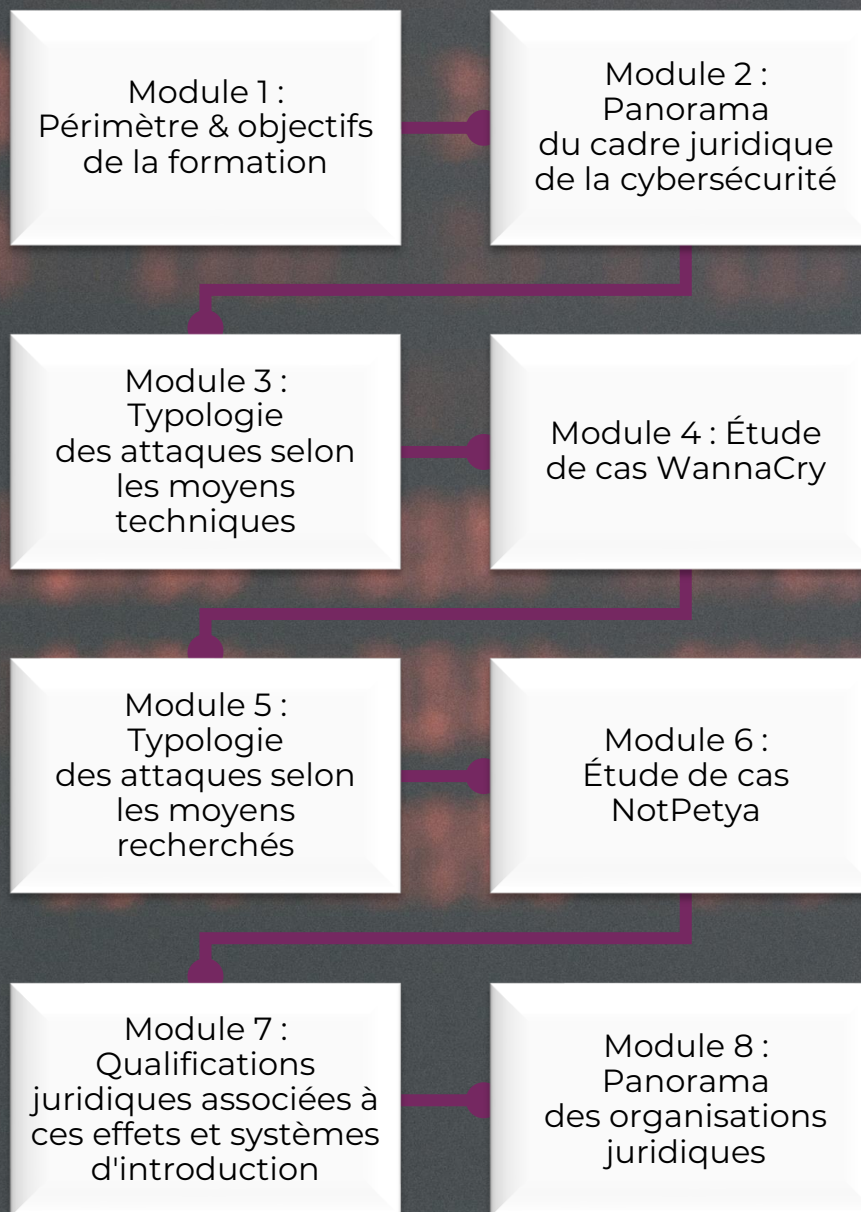 Module 1 :
Périmètre & objectifs
de la formation
Module 2 :
Panorama
du cadre juridique
de la cybersécurité
Module 3 :
Typologie
des attaques selon
les moyens
techniques
Module 4 : Étude
de cas WannaCry
Module 5 :
Typologie
des attaques selon
les moyens
recherchés
Module 6 :
Étude de cas
NotPetya
Module 7 :
Qualifications
juridiques associées à
ces effets et systèmes
d'introduction
Module 8 :
Panorama
des organisations
juridiques